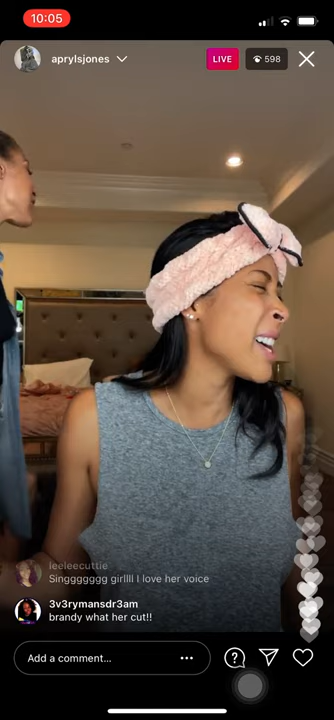 10:05
aprylsjones
LIVE
598
leeleecuttie
Singgggggg girllll I love her voice
3v3rymansdr3am
brandy what her cut!!
Add a comment...